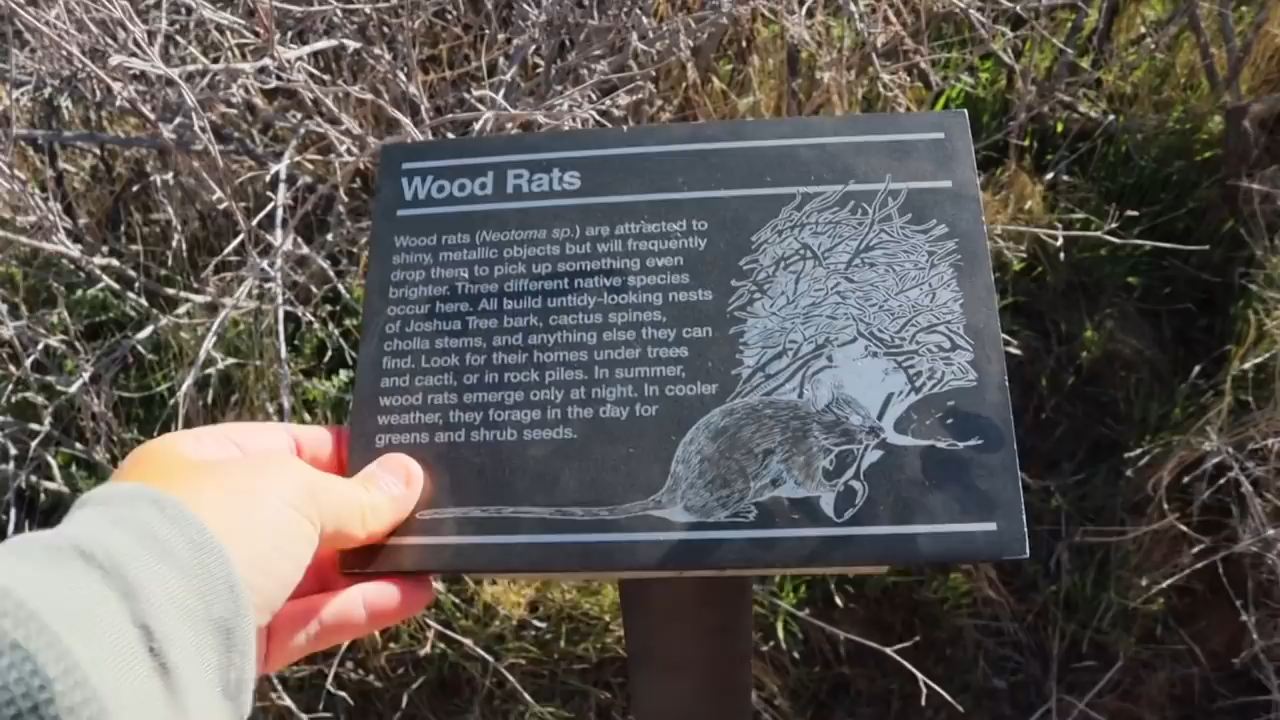 Wood Rats
Wood rats (Neotoma sp.) are attracted to
shiny, metallic objects but will frequently
drop them to pick up something even
brighter. Three different native species
occur here. All build untidy-looking nests
of Joshua Tree bark, cactus spines,
cholla stems, and anything else they can
find. Look for their homes under trees
and cacti, or in rock piles. In summer,
wood rats emerge only at night. In cooler
weather, they forage in the day for
greens and shrub seeds.